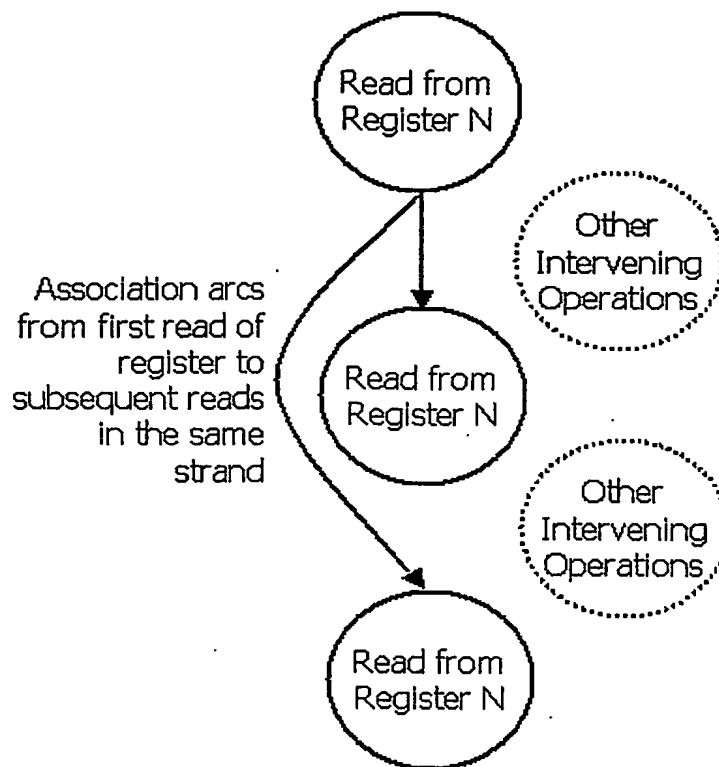 Read from
Register N
Other
Intervening
Operations
Association arcs
from first read of
register to
subsequent reads
in the same
strand
Read from
Register N
Other
Intervening
Operations
Read from
Register N